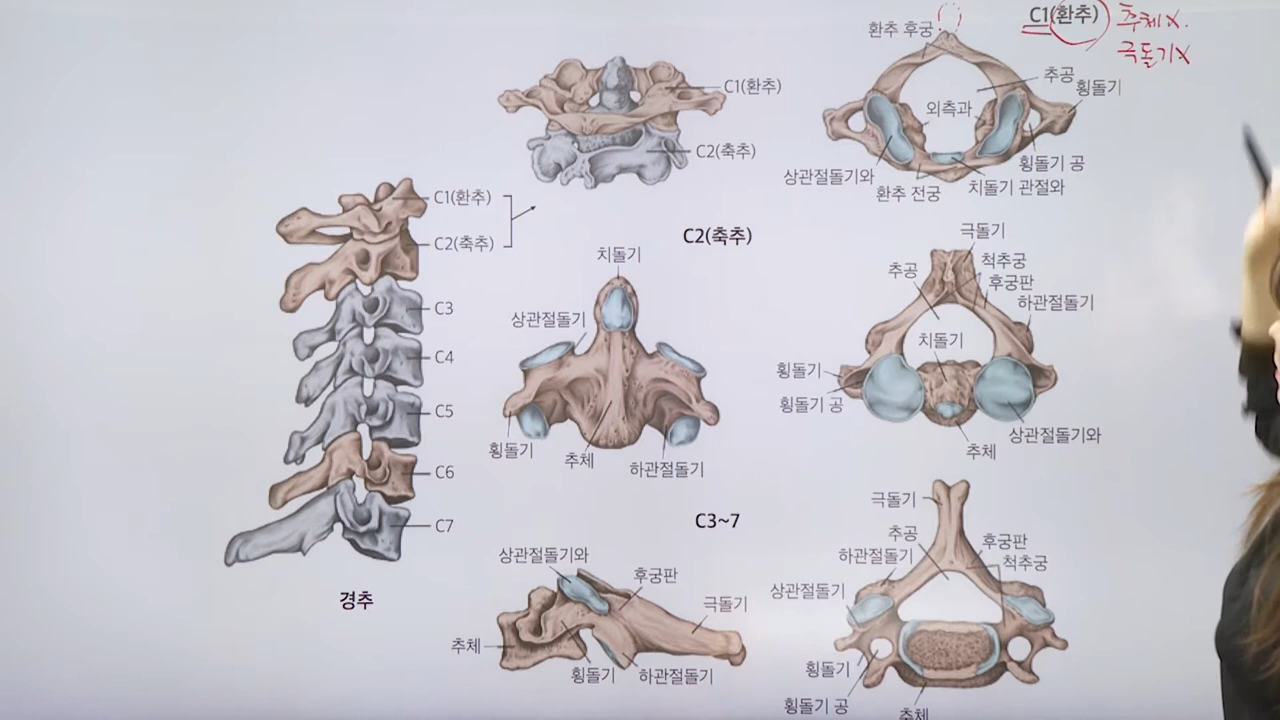 C1(환추) 추체 x.
극돌기 x
환추 후궁
추공
횡돌기
외측과
횡돌기 공
상관절돌기와
환추 전궁
치돌기 관절와
C1(환추)
C2(축추)
C1(환추)
C2(축추)
C3
C4
C5
C6
C7
경추
C2(축추)
치돌기
상관절돌기
횡돌기
추체
하관절돌기
극돌기
척추궁
추공
후궁판
하관절돌기
치돌기
횡돌기
횡돌기 공
상관절돌기와
추체
C3~7
상관절돌기와
후궁판
극돌기
추체
횡돌기
하관절돌기
극돌기
추공
후궁판
하관절돌기
척추궁
상관절돌기
횡돌기
횡돌기 공
추체